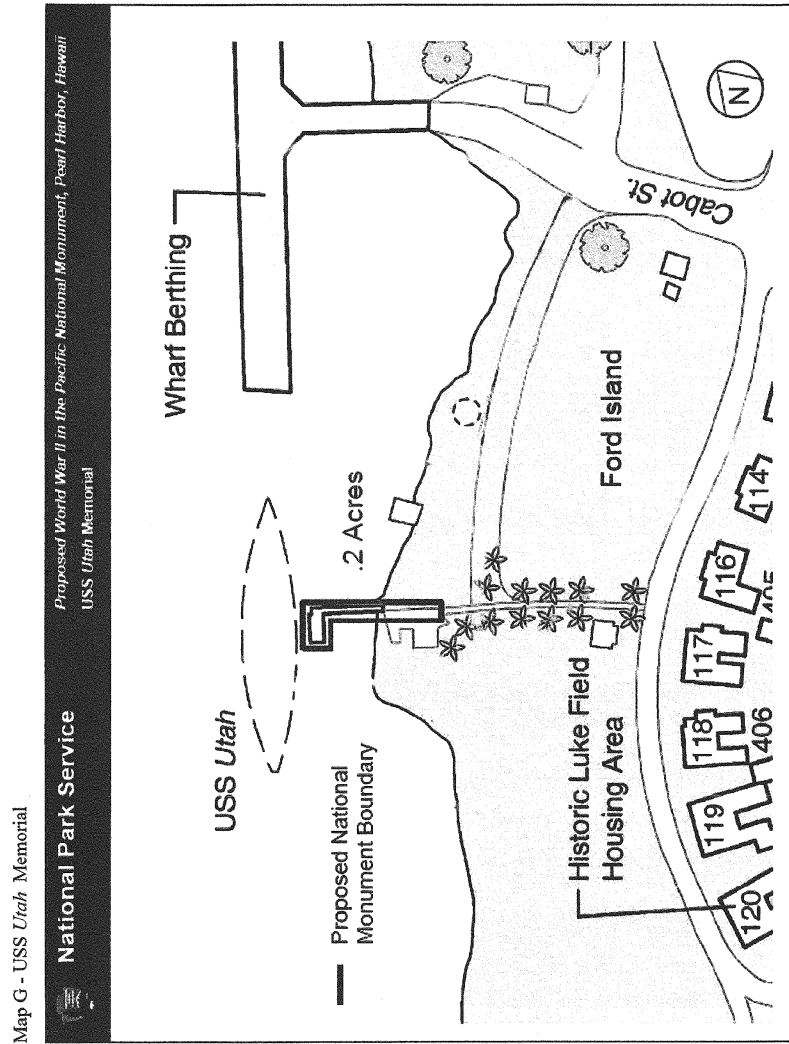 Map G - USS Utah Memorial
National Park Service
Proposed World War II in the Pacific National Monument, Pearl Harbor, Hawaii
USS Utah Memorial
Wharf Berthing
USS Utah
.2 Acres
Proposed National
Monument Boundary
Cabot St.
N
Ford Island
Historic Luke Field
Housing Area
120
119
118
117
116
114
406